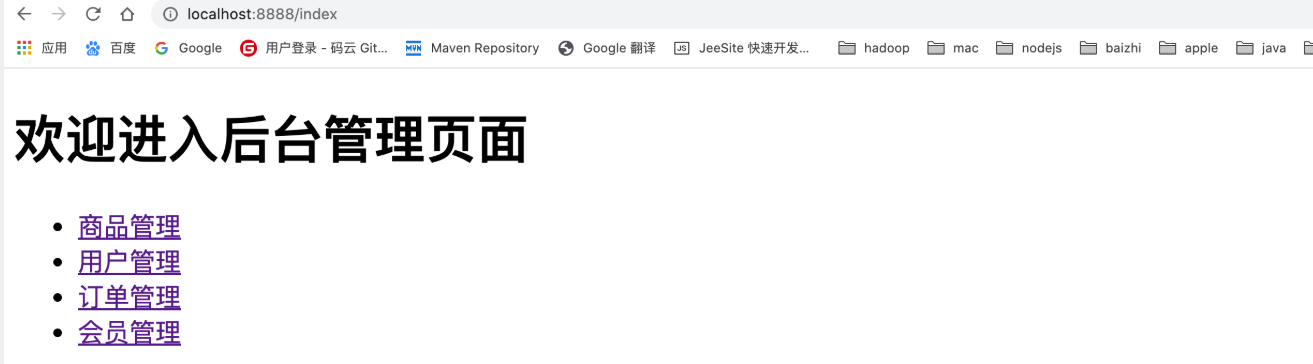 localhost:8888/index
应用 百度 Google 用户登录 - 码云 Git... Maven Repository Google 翻译 JeeSite 快速开发... hadoop mac nodejs baizhi apple java
欢迎进入后台管理页面
商品管理
用户管理
订单管理
会员管理